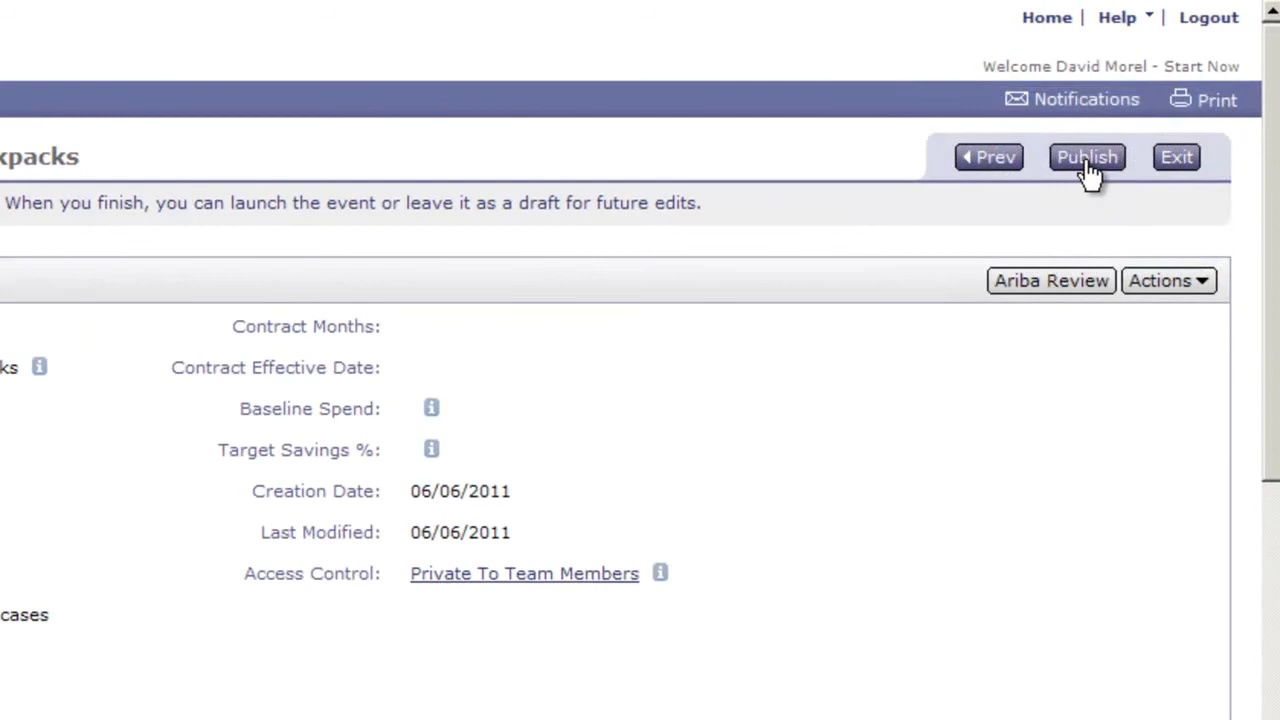 Home | Help | Logout
Welcome David Morel - Start Now
Notifications Print
kpacks
Prev Publish Exit
When you finish, you can launch the event or leave it as a draft for future edits.
Ariba Review Actions
Contract Months:
ks Contract Effective Date:
Baseline Spend:
Target Savings %:
Creation Date: 06/06/2011
Last Modified: 06/06/2011
Access Control: Private To Team Members
cases